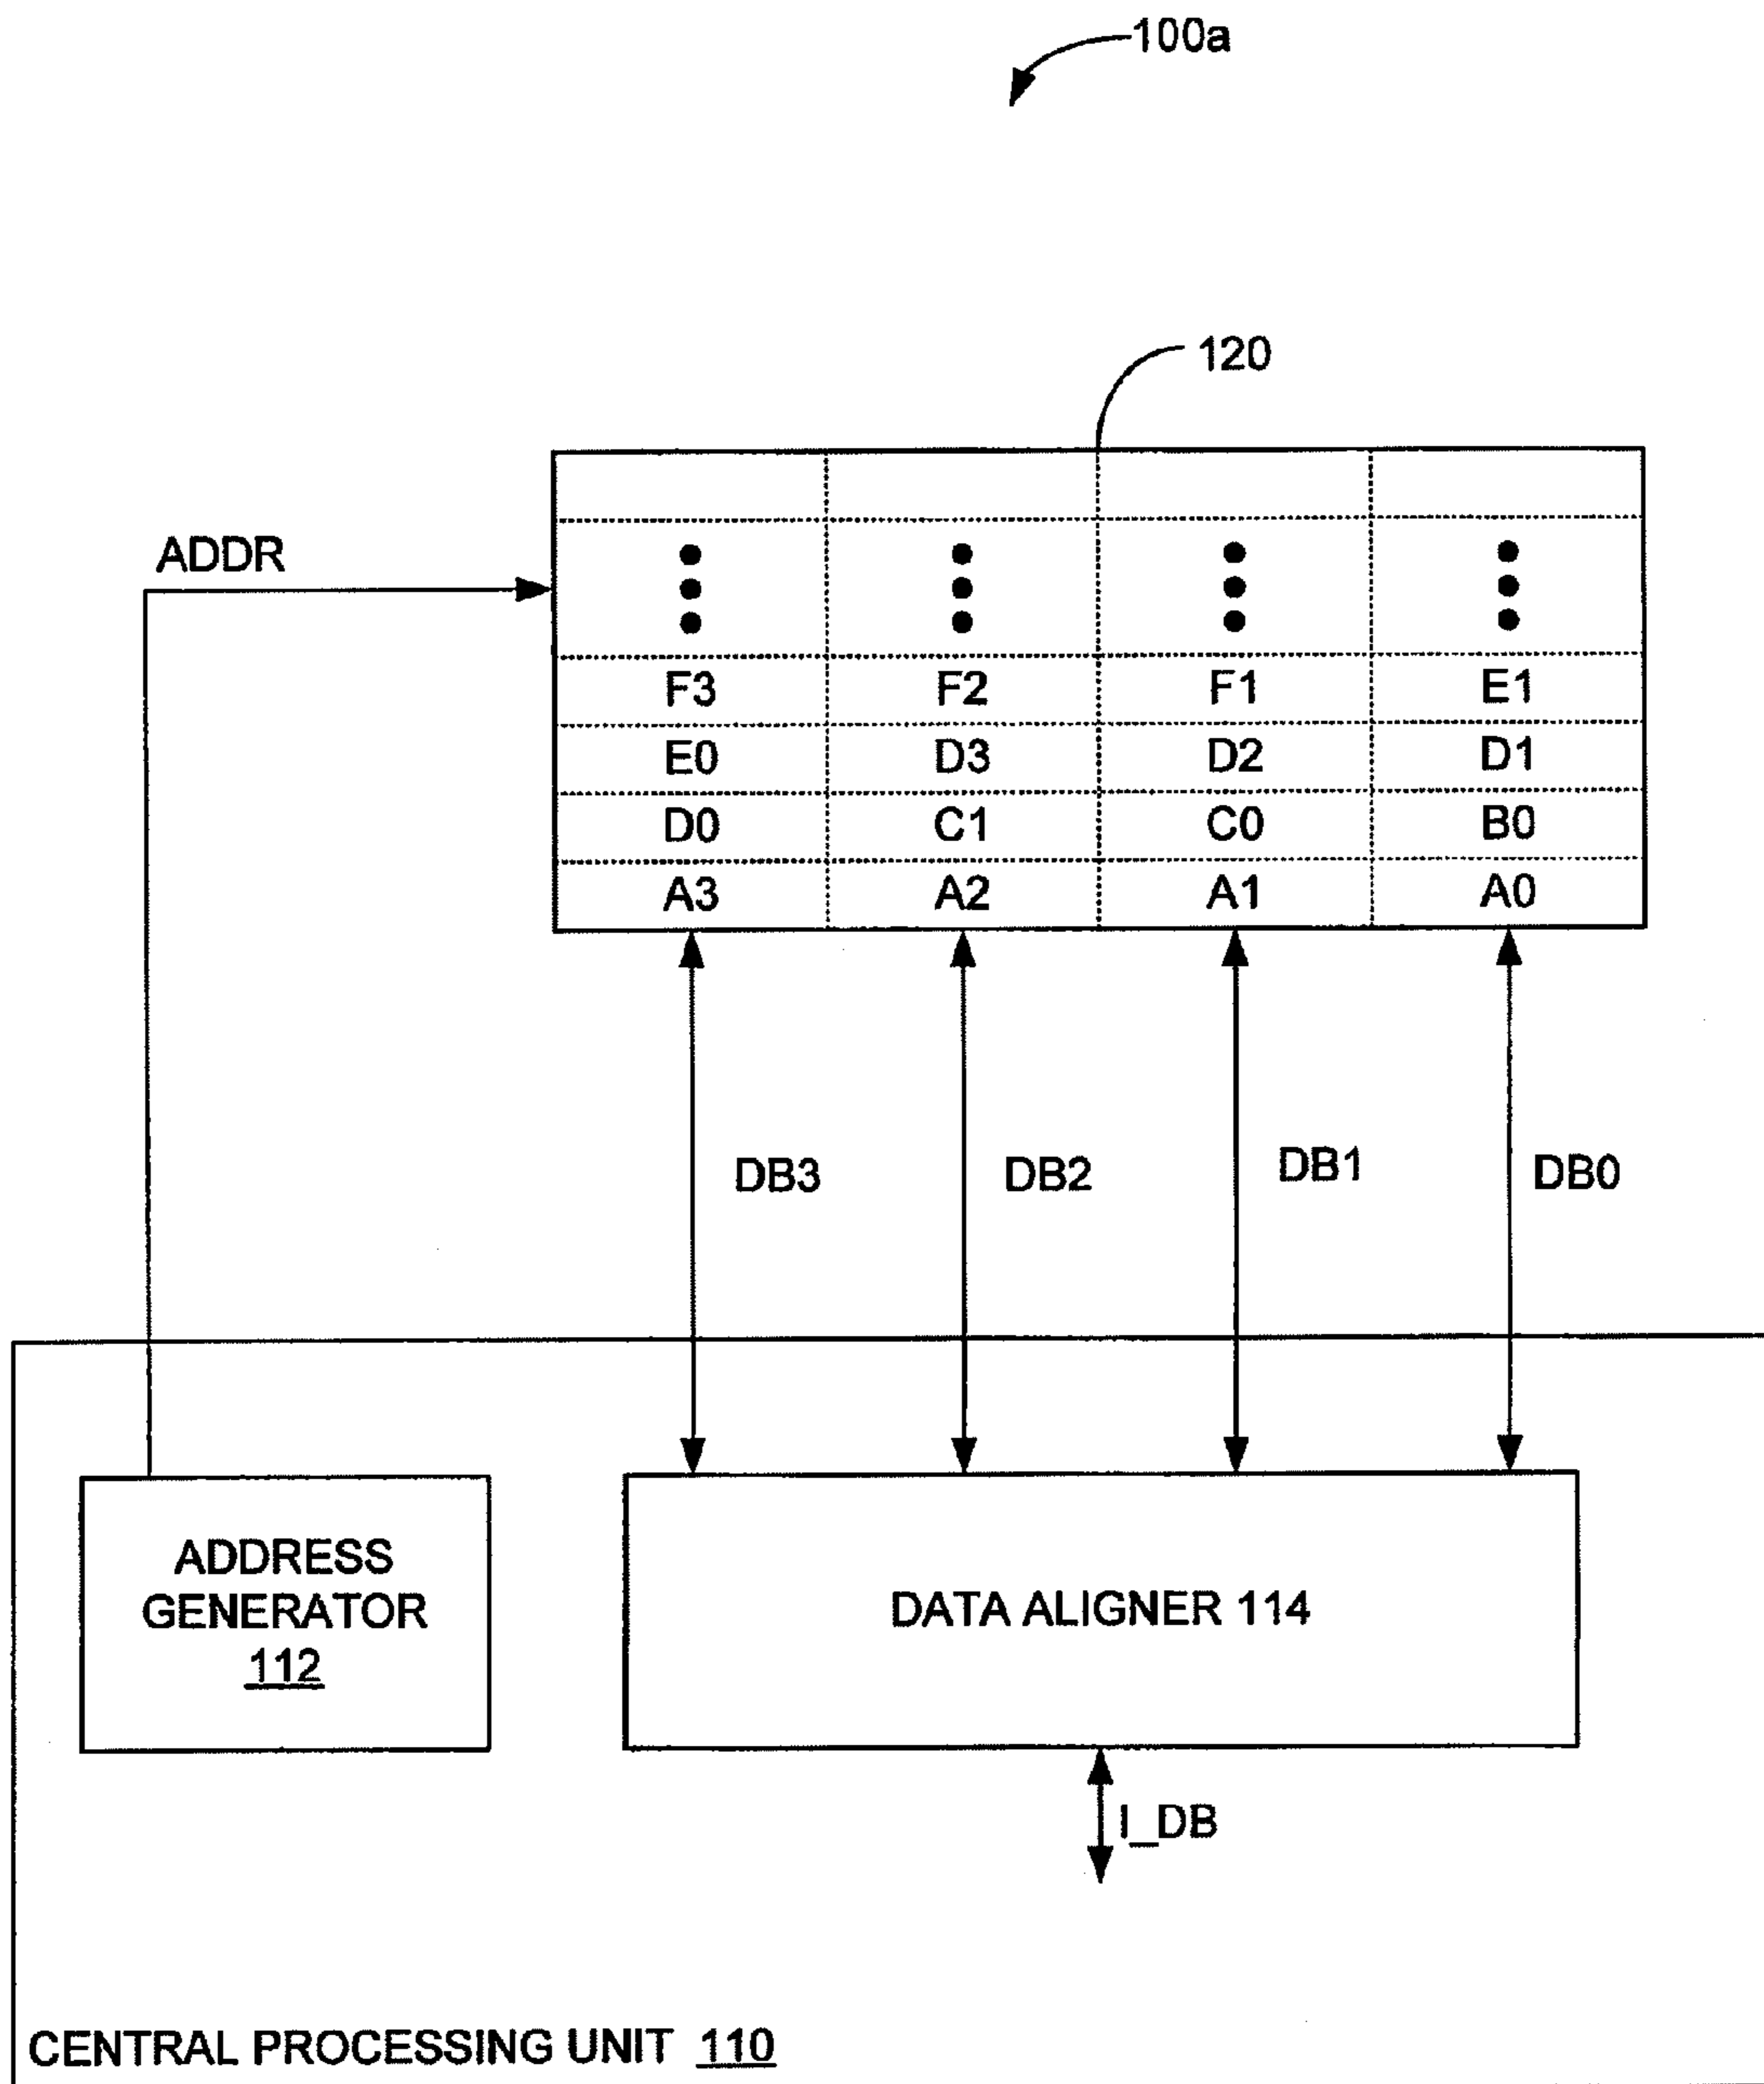 100a
120
ADDR
F3 F2 F1 E1
E0 D3 D2 D1
D0 C1 C0 B0
A3 A2 A1 A0
DB3 DB2 DB1 DB0
ADDRESS
GENERATOR
112
DATA ALIGNER 114
I_DB
CENTRAL PROCESSING UNIT 110